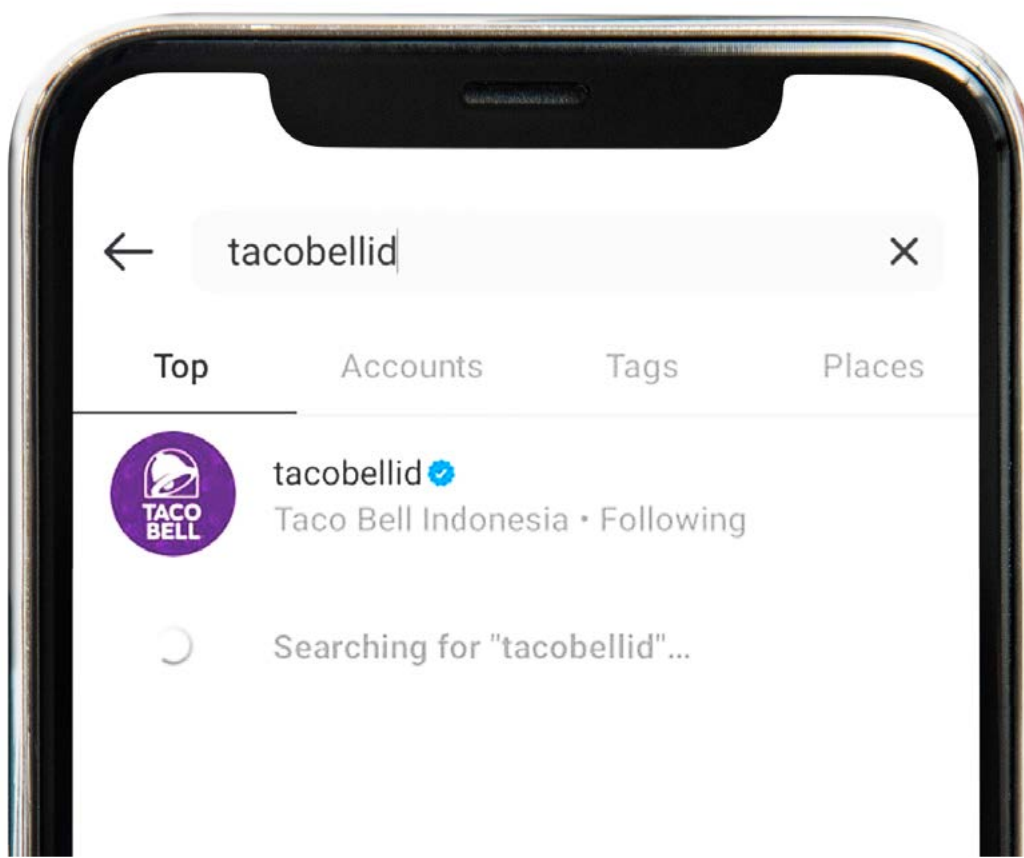 tacobellid
Top Accounts Tags Places
TACO
BELL
tacobellid
Taco Bell Indonesia • Following
Searching for "tacobellid"...